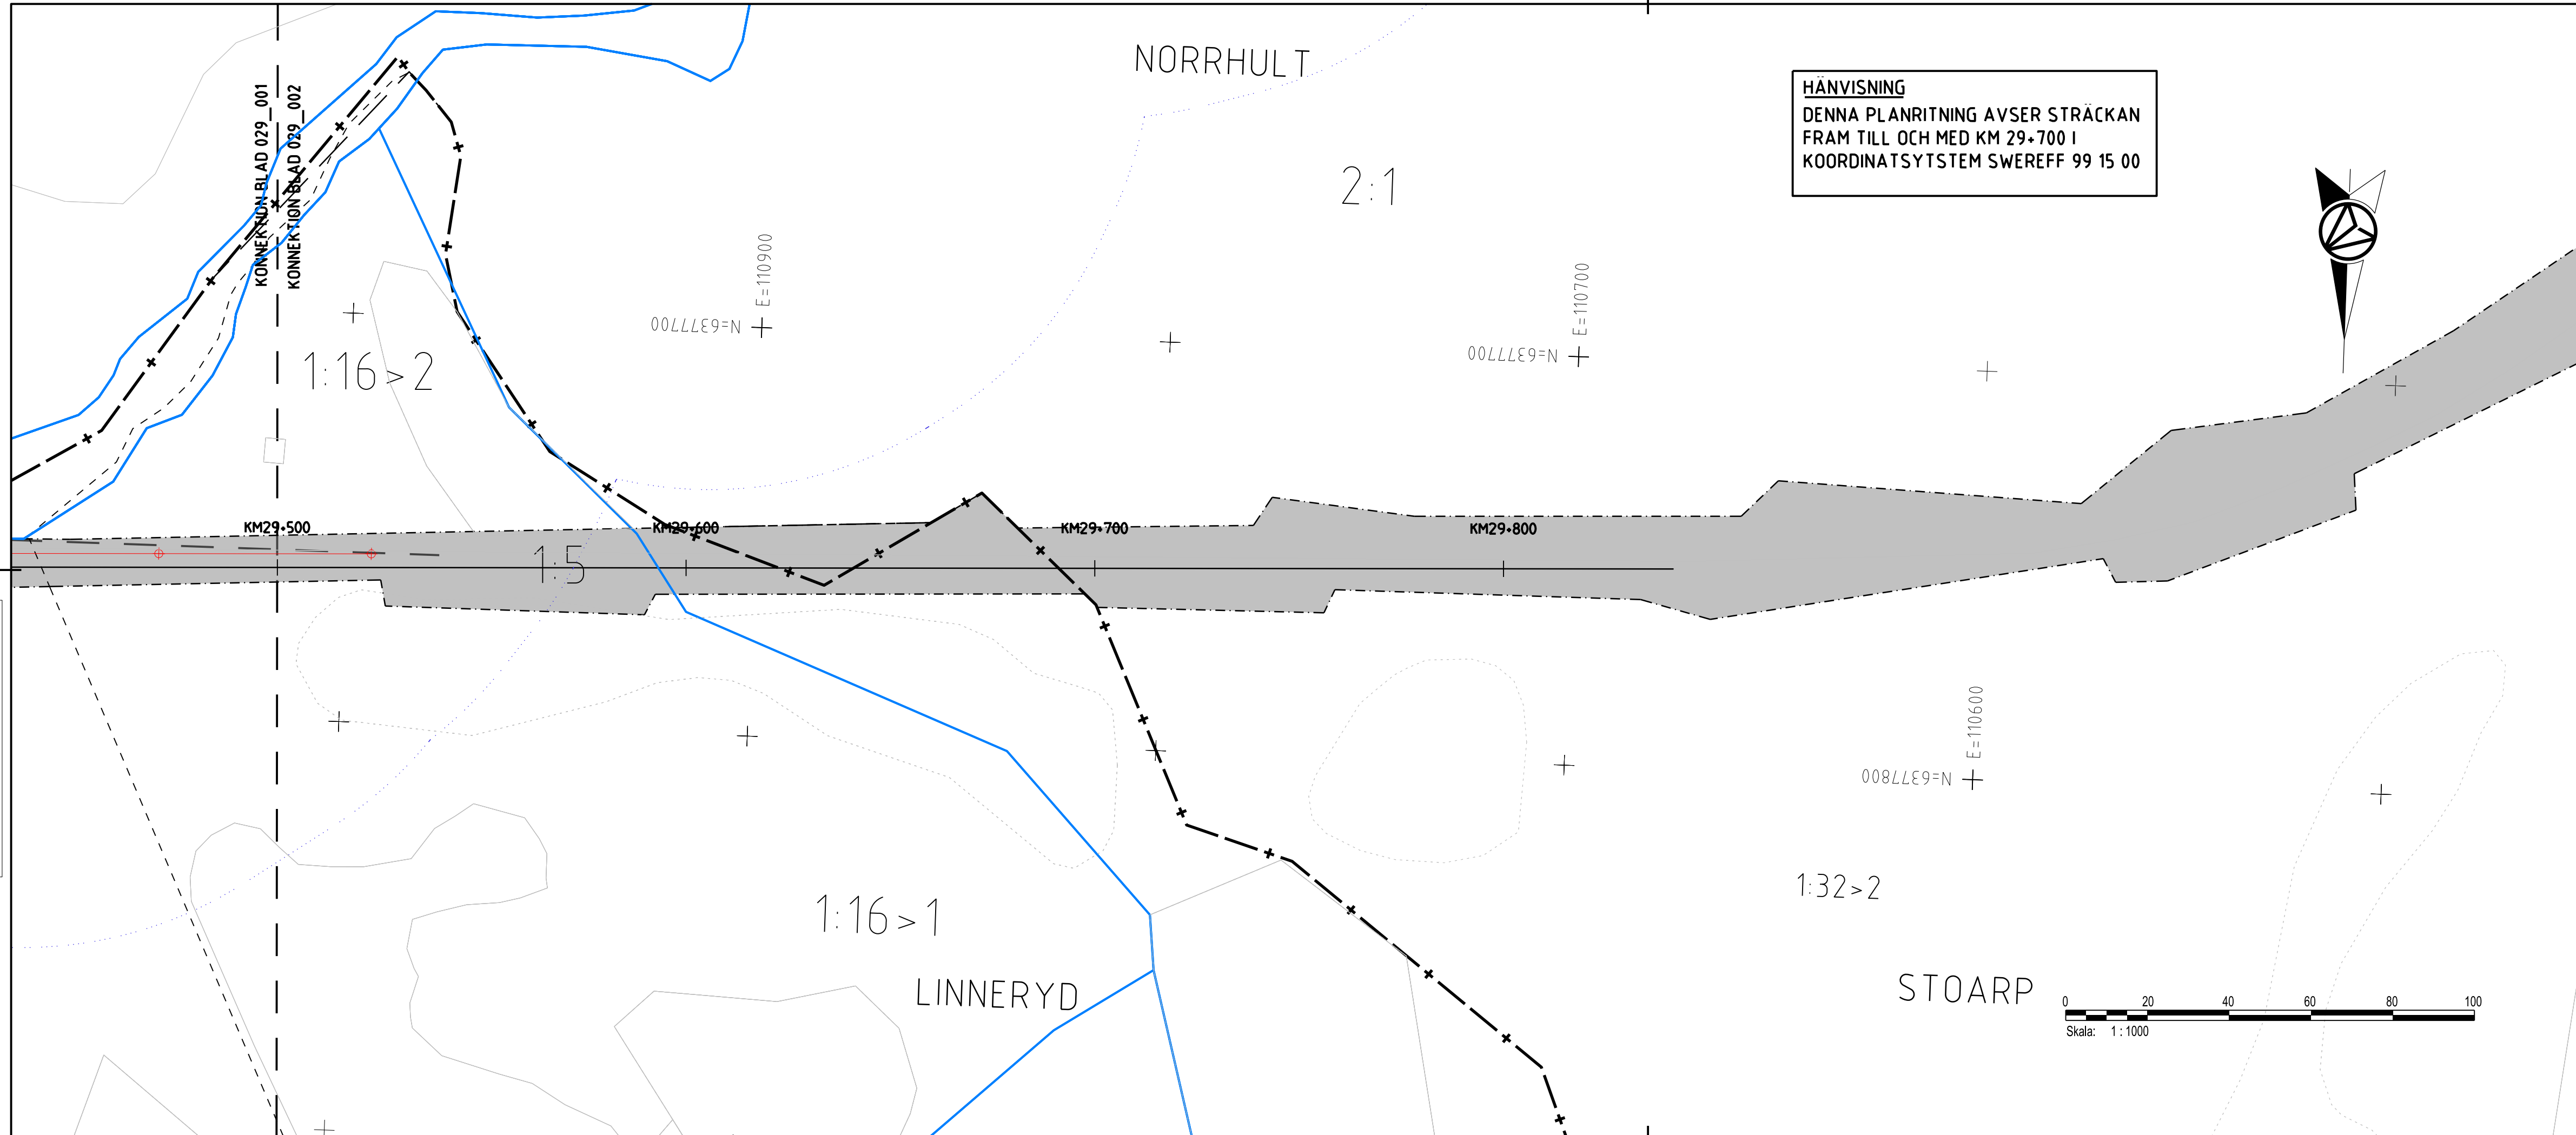 NORRHULT
HÄNVISNING
DENNA PLANRITNING AVSER STRÄCKAN
FRAM TILL OCH MED KM 29+700 I
KOORDINATSYTSTEM SWEREFF 99 15 00
KONNEKTION BLAD 029_001
KONNEKTION BLAD 029_002
2:1
E=110900
N=6377700
E=110700
N=6377700
1:16>2
KM29+500
KM29+600
KM29+700
KM29+800
1:5
E=110600
N=6377800
1:32>2
1:16>1
LINNERYD
STOARP
0 20 40 60 80 100
Skala: 1 : 1000